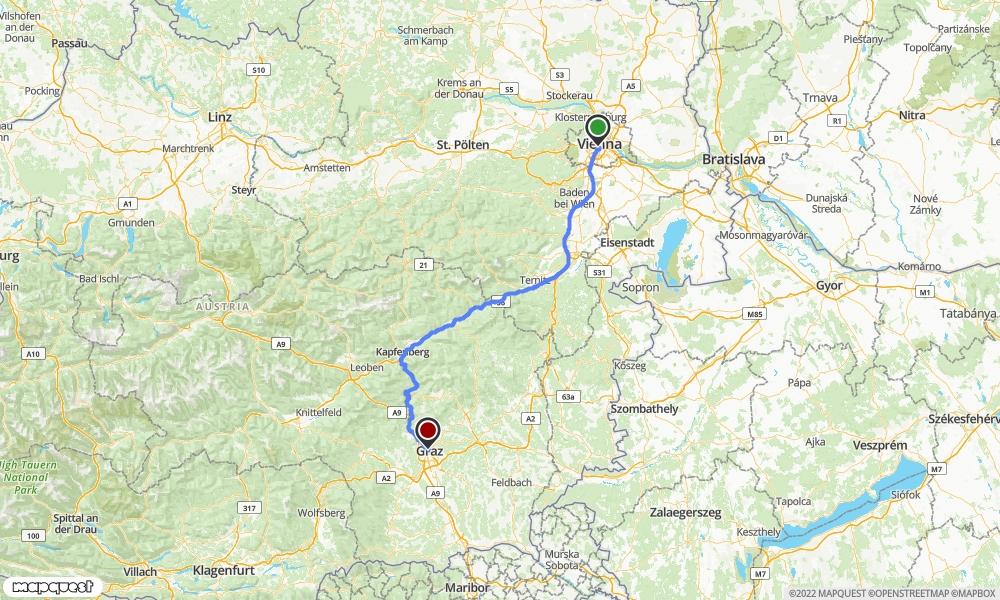 Vilshofen
an der
Donau
Passau
Pocking
S10
Linz
Marchtrenk
Amstetten
Steyr
A1
Gmunden
Bad Ischl
AUSTRIA
A10
A9
Schmerbach
am Kamp
Krems an
der Donau
S5
S3
Stockerau
A5
St. Pölten
Vienna
Baden
bei Wien
21
Ternitz
Eisenstadt
S31
Sopron
Bratislava
D1
Trnava
R1
Piešťany
Partizánske
Topoľčany
Nitra
Dunajská
Streda
Nové
Zámky
Mosonmagyaróvár
Komárno
M1
Gyor
M85
Tatabánya
Kapfenberg
Leoben
Knittelfeld
A9
Graz
A2
A9
A2
63a
Kőszeg
Szombathely
Pápa
Ajka
Veszprém
Székesfehérv
M7
Siófok
Tapolca
Keszthely
M7
Zalaegerszeg
Feldbach
High Tauern
National
Park
Spittal an
der Drau
100
317
Wolfsberg
Villach
Klagenfurt
Maribor
Murska
Sobota
mapquest
©2022 MAPQUEST ©OPENSTREETMAP ©MAPBOX